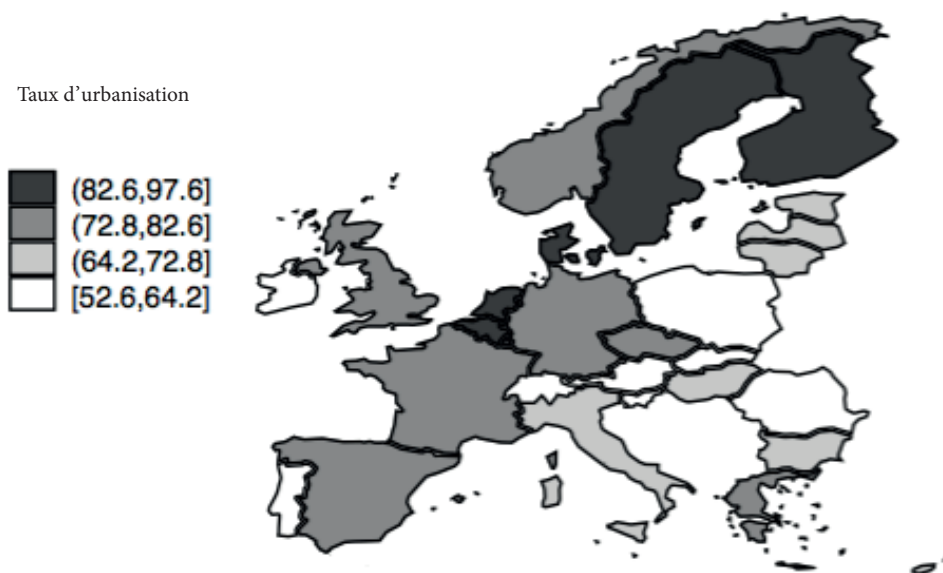 Taux d’urbanisation
(82.6,97.6]
(72.8,82.6]
(64.2,72.8]
[52.6,64.2]